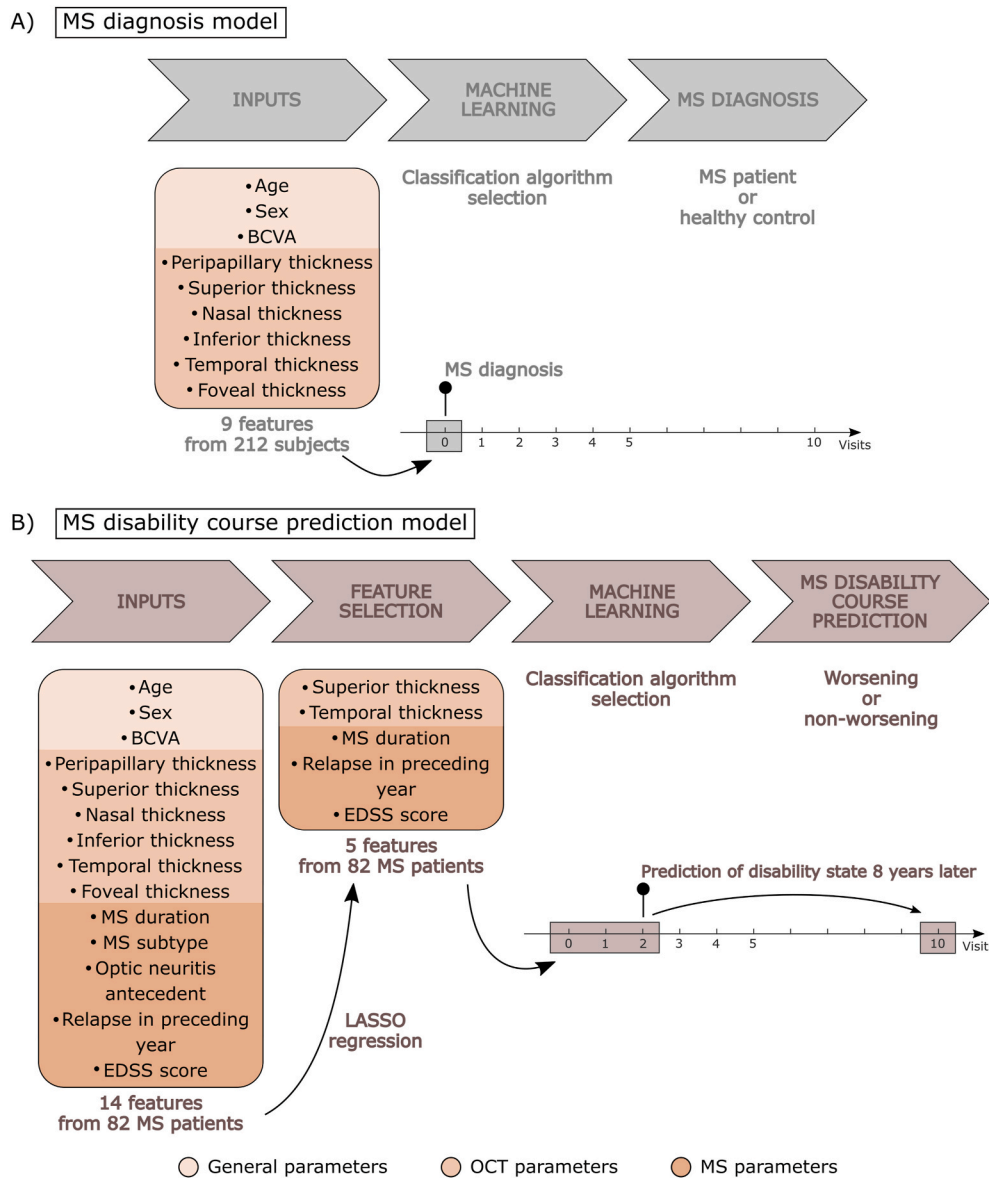 A) MS diagnosis model
INPUTS
MACHINE
LEARNING
MS DIAGNOSIS
• Age
• Sex
• BCVA
• Peripapillary thickness
• Superior thickness
• Nasal thickness
• Inferior thickness
• Temporal thickness
• Foveal thickness
9 features
from 212 subjects
Classification algorithm
selection
MS patient
or
healthy control
MS diagnosis
0 1 2 3 4 5 10 Visits
B) MS disability course prediction model
INPUTS
FEATURE
SELECTION
MACHINE
LEARNING
MS DISABILITY
COURSE
PREDICTION
• Age
• Sex
• BCVA
• Peripapillary thickness
• Superior thickness
• Nasal thickness
• Inferior thickness
• Temporal thickness
• Foveal thickness
• MS duration
• MS subtype
• Optic neuritis
antecedent
• Relapse in preceding
year
• EDSS score
14 features
from 82 MS patients
LASSO
regression
• Superior thickness
• Temporal thickness
• MS duration
• Relapse in preceding
year
• EDSS score
5 features
from 82 MS patients
Classification algorithm
selection
Worsening
or
non-worsening
Prediction of disability state 8 years later
0 1 2 3 4 5 10 Visit
General parameters
OCT parameters
MS parameters